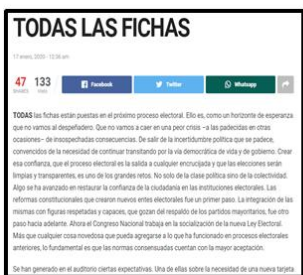 TODAS LAS FICHAS
17 enero, 2020 - 12:36 am
47 133
SHARES VIEWS
Facebook
Twitter
Whatsapp
TODAS las fichas están puestas en el próximo proceso electoral. Ello es, como un horizonte de esperanza
que no vamos al despeñadero. Que no vamos a caer en una peor crisis –a las padecidas en otras
ocasiones– de insospechadas consecuencias. De salir de la incertidumbre política que se padece,
convencidos de la necesidad de continuar transitando por la vía democrática de vida y de gobierno. Crear
esa confianza, que el proceso electoral es la salida a cualquier encrucijada y que las elecciones serán
limpias y transparentes, es uno de los grandes retos. No solo de la clase política sino de la colectividad.
Algo se ha avanzado en restaurar la confianza de la ciudadanía en las instituciones electorales. Las
reformas constitucionales que crearon nuevos entes electorales fue un primer paso. La integración de las
mismas con figuras respetadas y capaces, que gozan del respaldo de los partidos mayoritarios, fue otro
paso hacia adelante. Ahora el Congreso Nacional trabaja en la socialización de la nueva Ley Electoral.
Más que cualquier cosa novedosa que pueda agregarse a lo que ha funcionado en procesos electorales
anteriores, lo fundamental es que las normas consensuadas cuentan con la mayor aceptación.
Se han generado en el auditorio ciertas expectativas. Una de ellas sobre la necesidad de una nueva tarjeta